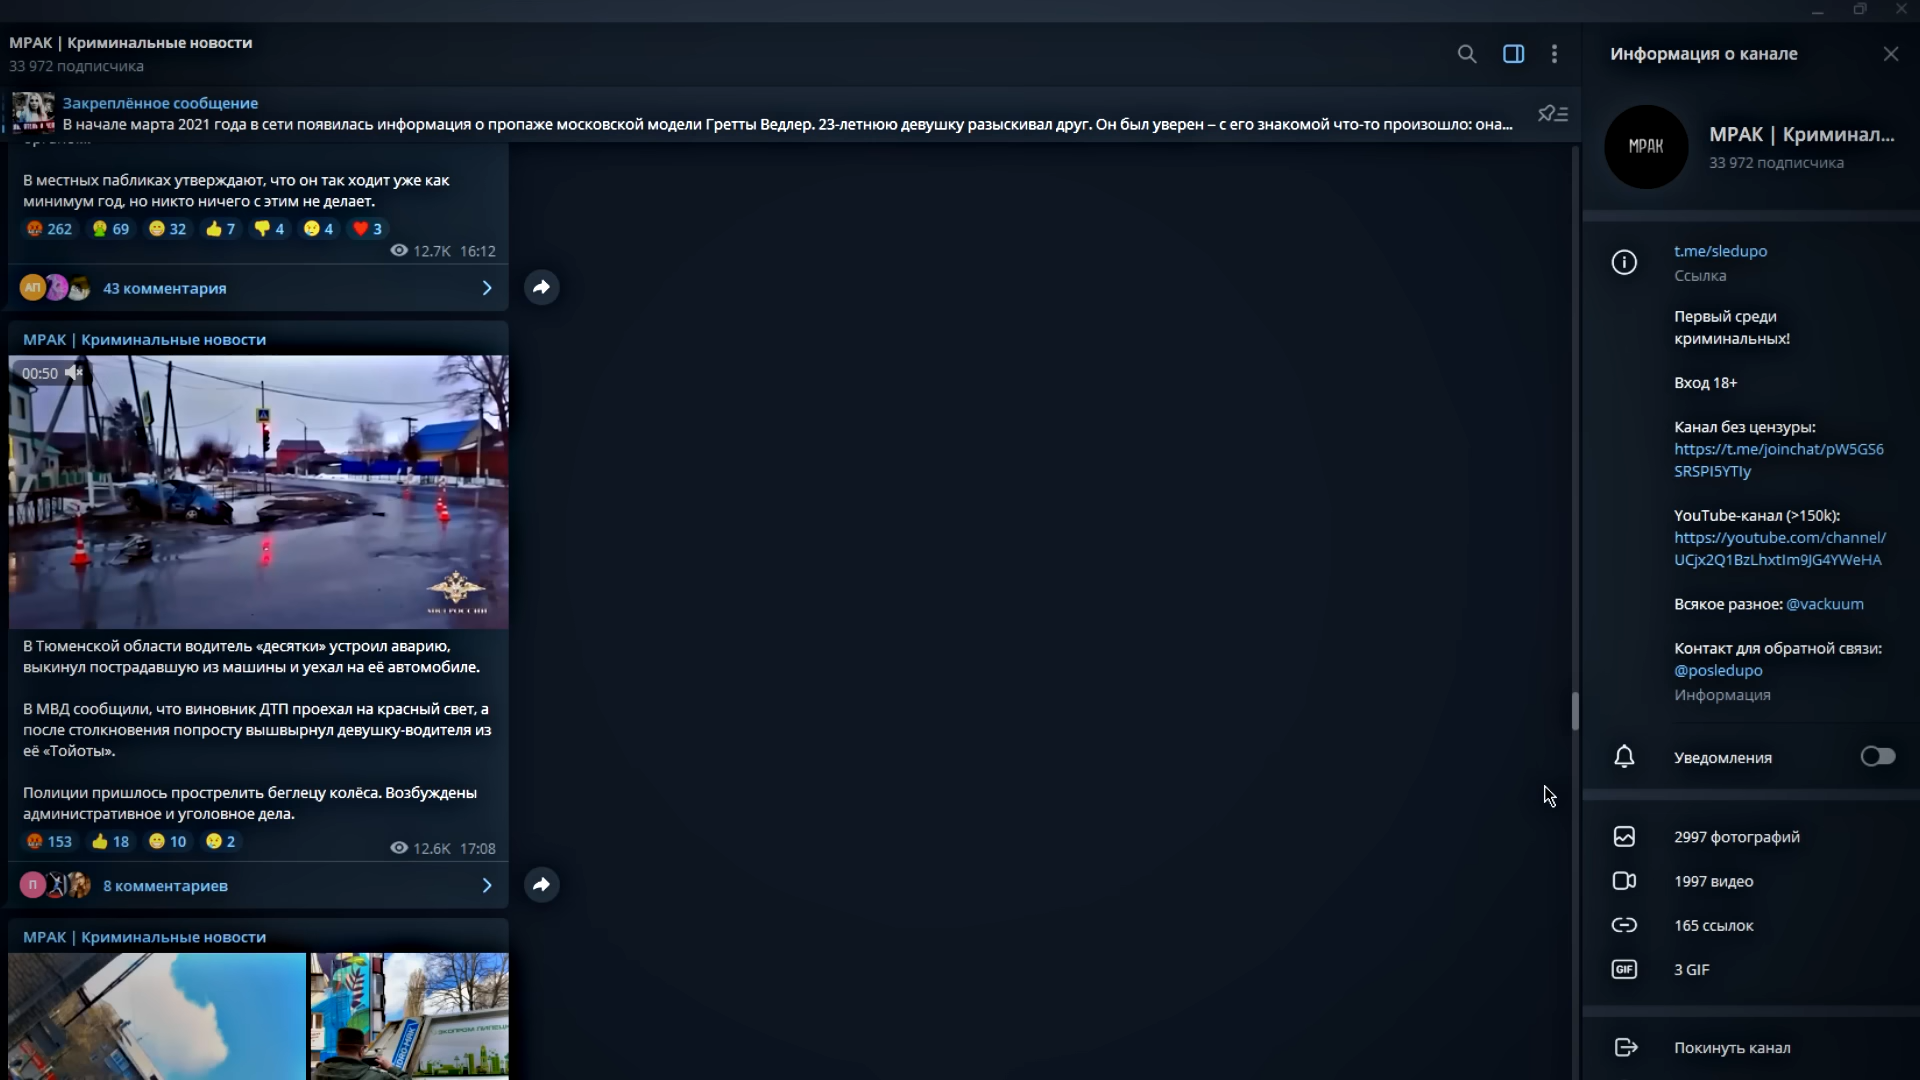 МРАК | Криминальные новости
33 972 подписчика
Закреплённое сообщение
В начале марта 2021 года в сети появилась информация о пропаже московской модели Гретты Ведлер. 23-летнюю девушку разыскивал друг. Он был уверен – с его знакомой что-то произошло: она...
В местных пабликах утверждают, что он так ходит уже как
минимум год, но никто ничего с этим не делает.
262 69 32 7 4 4 3
12.7K 16:12
АП
43 комментария
МРАК | Криминальные новости
00:50
МВД РОССИИ
В Тюменской области водитель «десятки» устроил аварию,
выкинул пострадавшую из машины и уехал на её автомобиле.
В МВД сообщили, что виновник ДТП проехал на красный свет, а
после столкновения попросту вышвырнул девушку-водителя из
её «Тойоты».
Полиции пришлось прострелить беглецу колёса. Возбуждены
административное и уголовное дела.
153 18 10 2
12.6K 17:08
П
8 комментариев
МРАК | Криминальные новости
ЭКОПРОМ ЛИПЕЦК
Информация о канале
МРАК
МРАК | Криминал...
33 972 подписчика
t.me/sledupo
Ссылка
Первый среди
криминальных!
Вход 18+
Канал без цензуры:
https://t.me/joinchat/pW5GS6
SRSPI5YTIy
YouTube-канал (>150k):
https://youtube.com/channel/
UCjx2Q1BzLhxtIm9JG4YWeHA
Всякое разное: @vackuum
Контакт для обратной связи:
@posledupo
Информация
Уведомления
2997 фотографий
1997 видео
165 ссылок
GIF
3 GIF
Покинуть канал